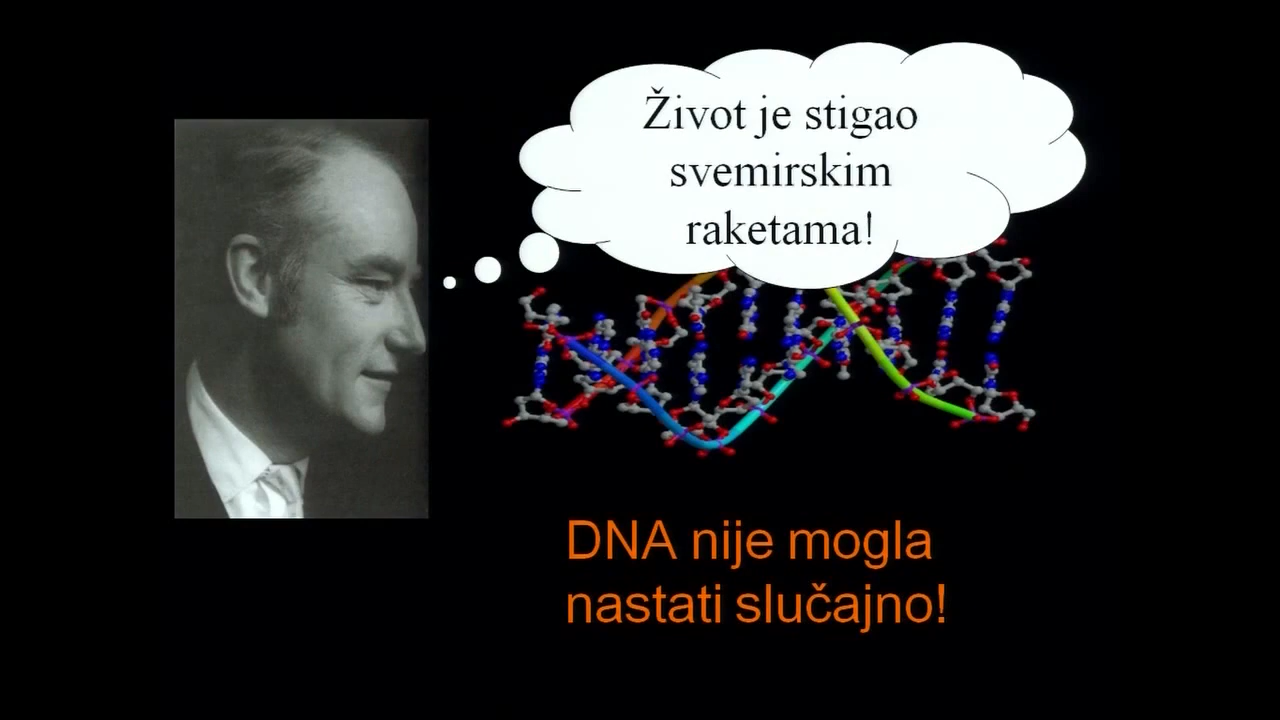 Život je stigao
svemirskim
raketama!
DNA nije mogla
nastati slučajno!